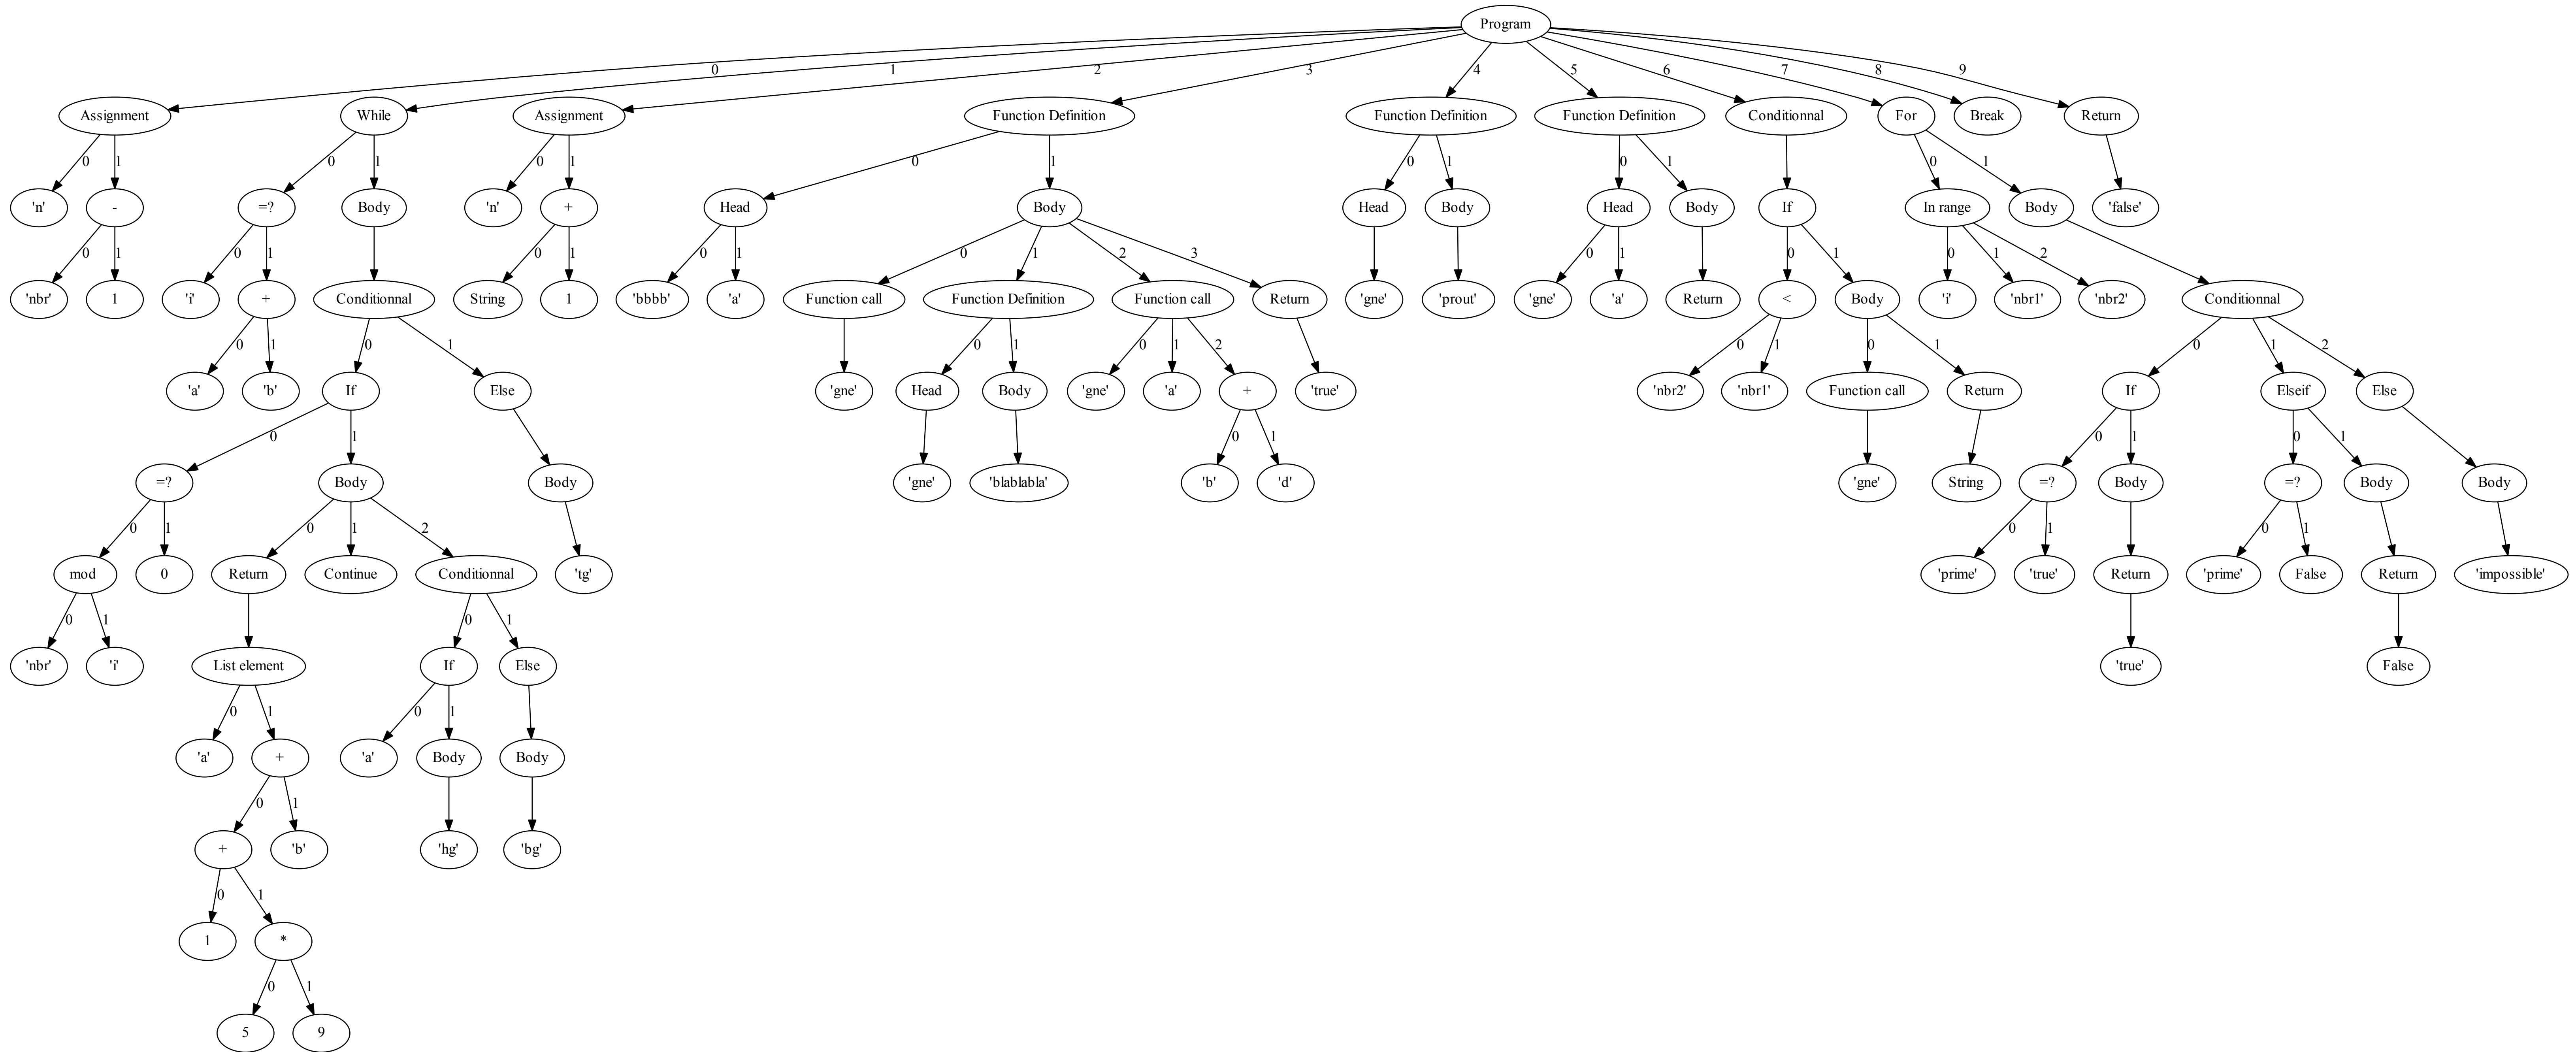 Program
0 1 2 3 4 5 6 7 8 9
Assignment While Assignment Function Definition Function Definition Function Definition Conditionnal For Break Return
0 1 0 1 0 1 0 1 0 1 0 1 0 1
'n' - =? Body 'n' + Head Body Head Body Head Body If In range Body 'false'
0 1 0 1 0 1 0 1 0 1 2 3 0 1 0 1 0 1 2
'nbr' 1 'i' + Conditionnal String 1 'bbbb' 'a' Function call Function Definition Function call Return 'gne' 'prout' 'gne' 'a' Return < Body 'i' 'nbr1' 'nbr2' Conditionnal
0 1 0 1 0 1 0 1 2 0 1 0 1 0 1 2
'a' 'b' If Else 'gne' Head Body 'gne' 'a' + 'true' 'nbr2' 'nbr1' Function call Return If Elseif Else
0 1 0 1 0 1 0 1
=? Body Body 'gne' 'blablabla' 'b' 'd' 'gne' String =? Body =? Body Body
0 1 0 1 2 0 1 0 1
mod 0 Return Continue Conditionnal 'tg' 'prime' 'true' Return 'prime' False Return 'impossible'
0 1 0 1
'nbr' 'i' List element If Else 'true' False
0 1 0 1
'a' + 'a' Body Body
0 1
+ 'b' 'hg' 'bg'
0 1
1 *
0 1
5 9